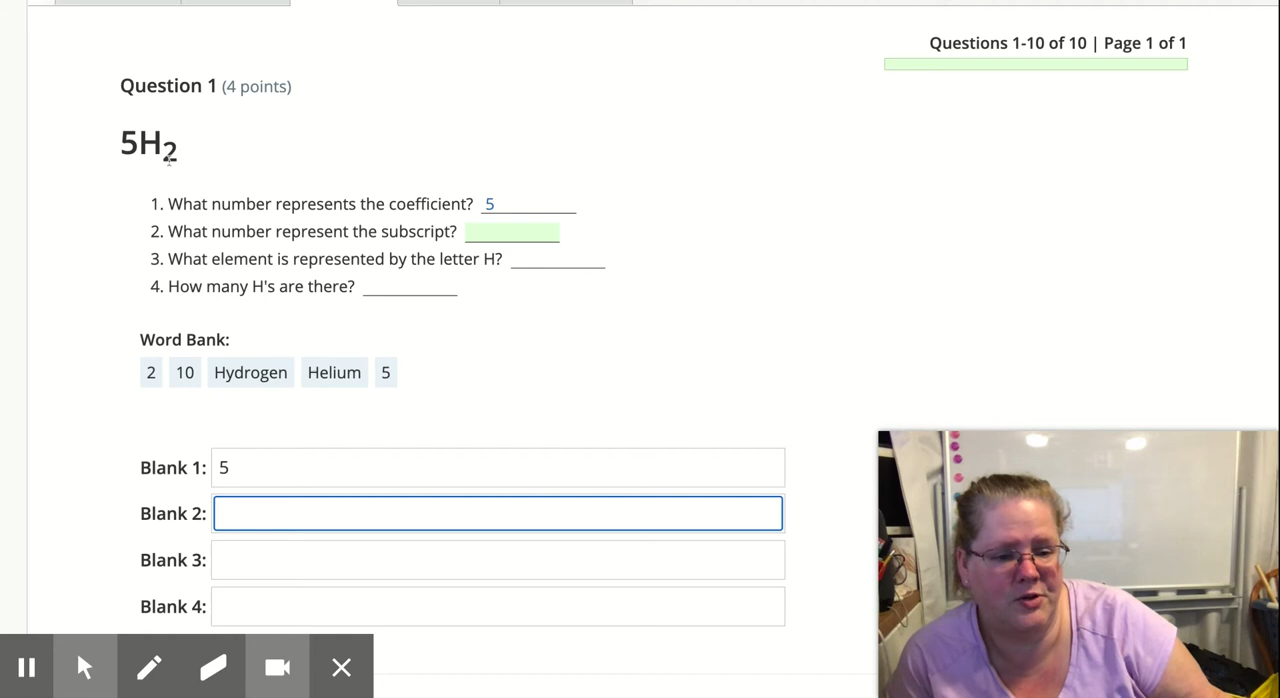 Questions 1-10 of 10 | Page 1 of 1
Question 1 (4 points)
5H₂
1. What number represents the coefficient? 5
2. What number represent the subscript?
3. What element is represented by the letter H?
4. How many H's are there?
Word Bank:
2 10 Hydrogen Helium 5
Blank 1: 5
Blank 2:
Blank 3:
Blank 4: